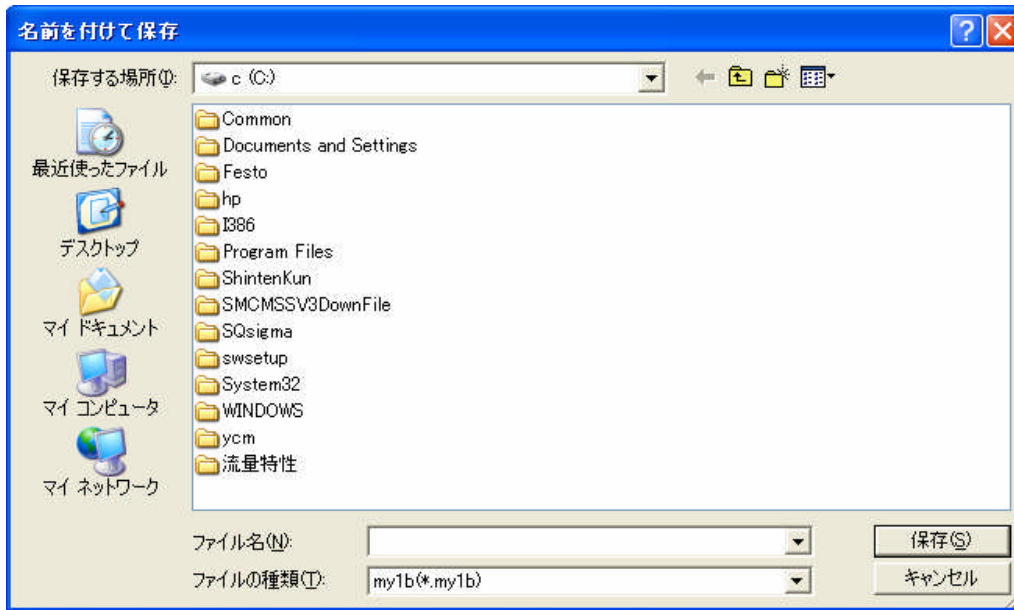 名前を付けて保存
保存する場所(I):
c (C:)
最近使ったファイル
デスクトップ
マイ ドキュメント
マイ コンピュータ
マイ ネットワーク
Common
Documents and Settings
Festo
hp
I386
Program Files
ShintenKun
SMCMSSV3DownFile
SQsigma
swsetup
System32
WINDOWS
ycm
流量特性
ファイル名(N):
保存(S)
ファイルの種類(T):
my1b(*.my1b)
キャンセル